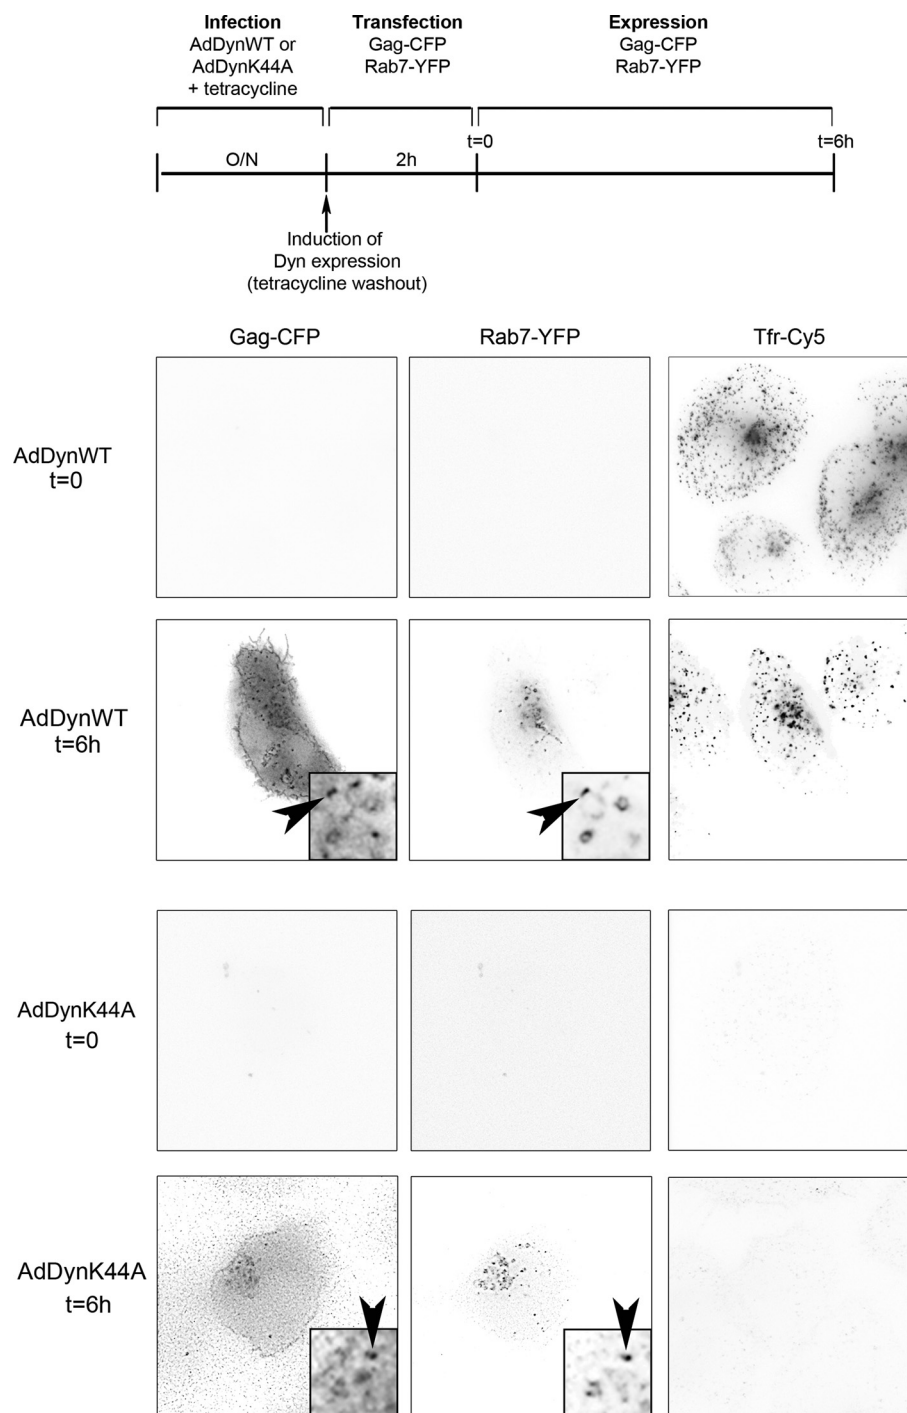 Infection
AdDynWT or
AdDynK44A
+ tetracycline
Transfection
Gag-CFP
Rab7-YFP
Expression
Gag-CFP
Rab7-YFP
t=0
t=6h
O/N
2h
Induction of
Dyn expression
(tetracycline washout)
Gag-CFP
Rab7-YFP
Tfr-Cy5
AdDynWT
t=0
AdDynWT
t=6h
AdDynK44A
t=0
AdDynK44A
t=6h